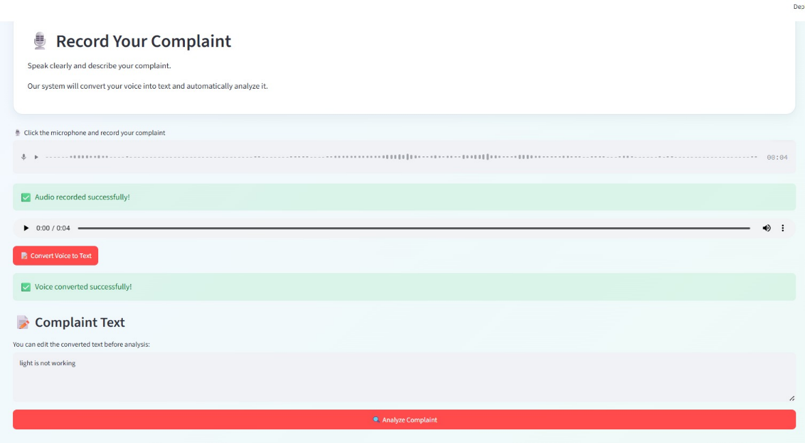 Record Your Complaint
Speak clearly and describe your complaint.
Our system will convert your voice into text and automatically analyze it.
Click the microphone and record your complaint
00:04
Audio recorded successfully!
0:00 / 0:04
Convert Voice to Text
Voice converted successfully!
Complaint Text
You can edit the converted text before analysis:
light is not working
Analyze Complaint